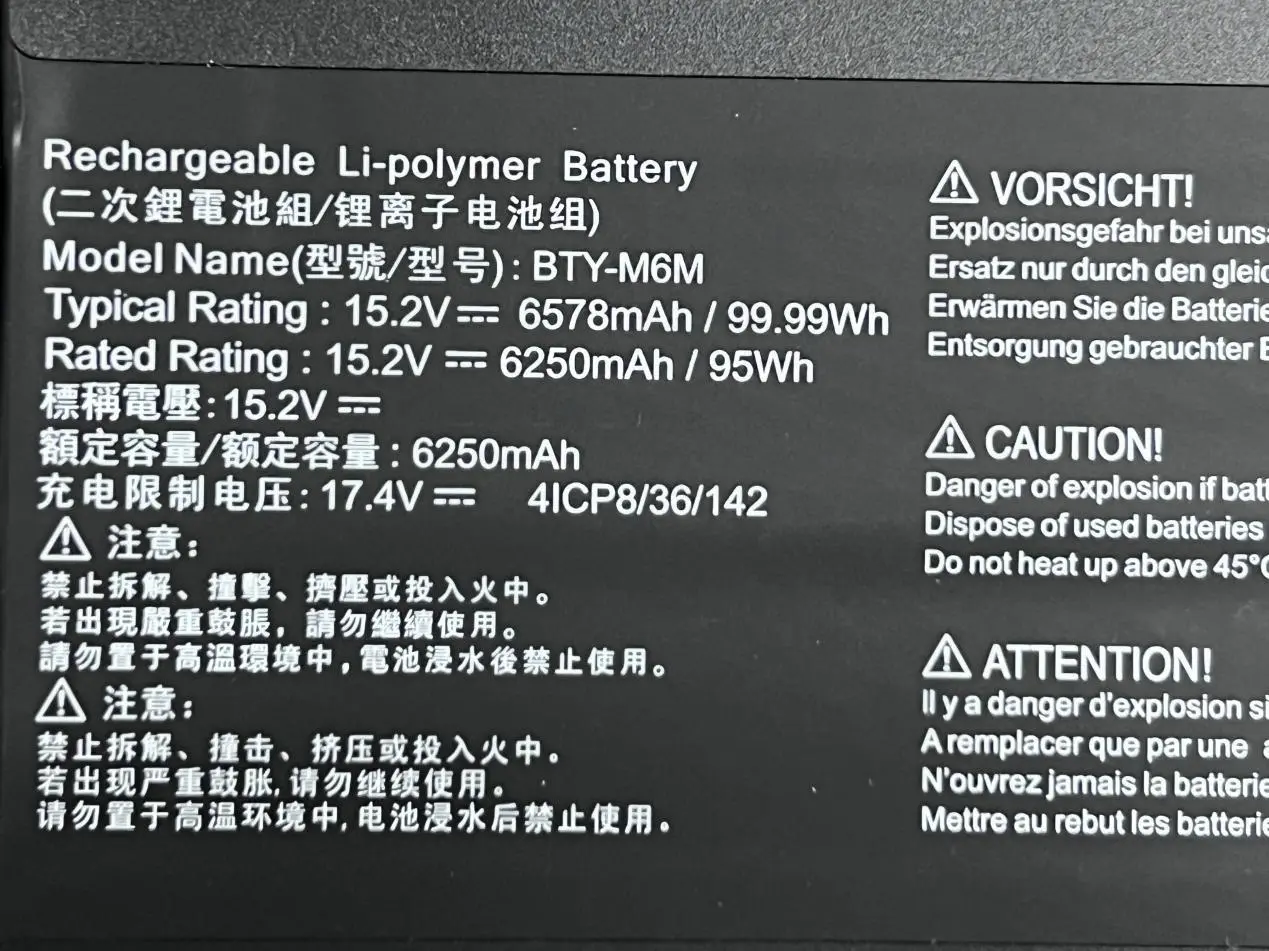 Rechargeable Li-polymer Battery
(二次鋰電池組/锂离子电池组)
Model Name(型號/型号): BTY-M6M
Typical Rating : 15.2V⎓ 6578mAh / 99.99Wh
Rated Rating : 15.2V ⎓ 6250mAh / 95Wh
標稱電壓:15.2V ⎓
額定容量/额定容量 : 6250mAh
充电限制电压: 17.4V ⎓ 4ICP8/36/142
⚠ 注意:
禁止拆解、撞擊、擠壓或投入火中。
若出現嚴重鼓脹，請勿繼續使用。
請勿置于高溫環境中,電池浸水後禁止使用。
⚠ 注意:
禁止拆解、撞击、挤压或投入火中。
若出现严重鼓胀,请勿继续使用。
请勿置于高温环境中,电池浸水后禁止使用。
⚠ VORSICHT!
Explosionsgefahr bei uns
Ersatz nur durch den gleic
Erwärmen Sie die Batterie
Entsorgung gebrauchter
⚠ CAUTION!
Danger of explosion if batt
Dispose of used batteries
Do not heat up above 45°C
⚠ ATTENTION!
Il y a danger d'explosion si
A remplacer que par une
N'ouvrez jamais la batterie
Mettre au rebut les batterie